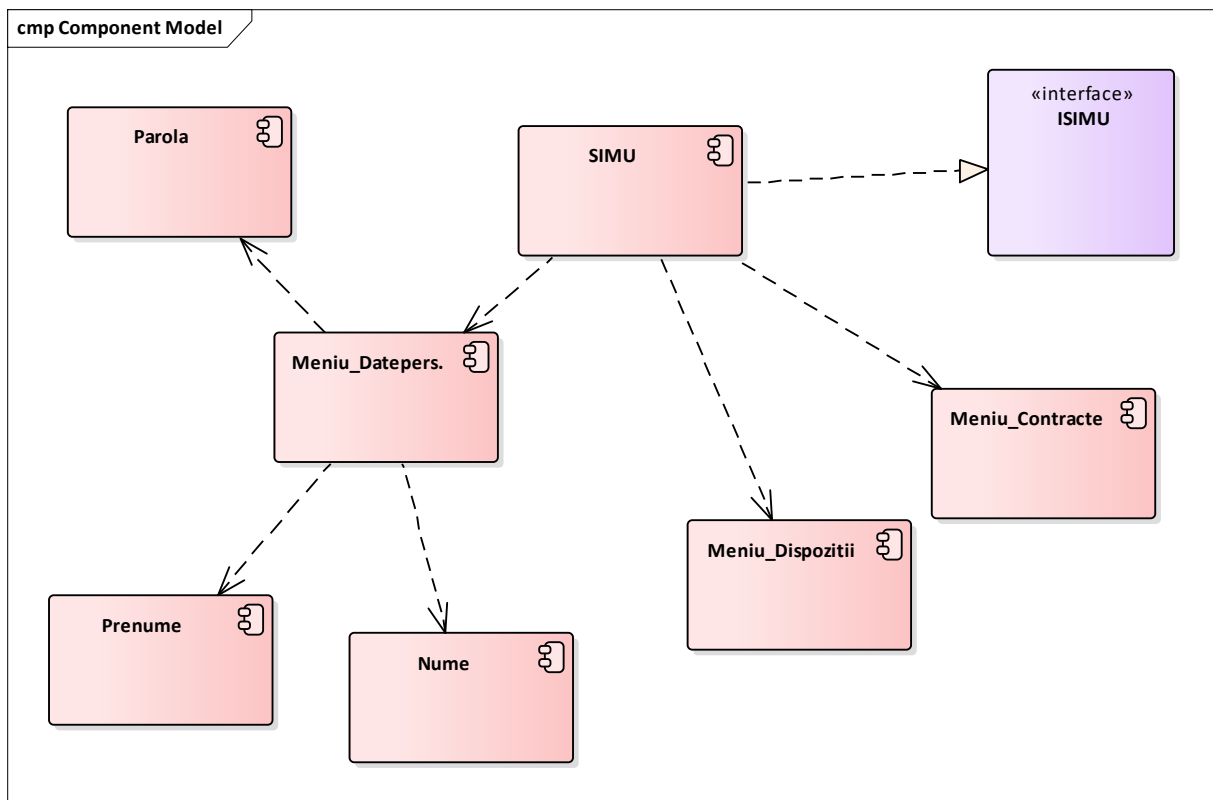 cmp Component Model
«interface»
ISIMU
Parola
SIMU
Meniu_Datepers.
Meniu_Contracte
Meniu_Dispozitii
Prenume
Nume